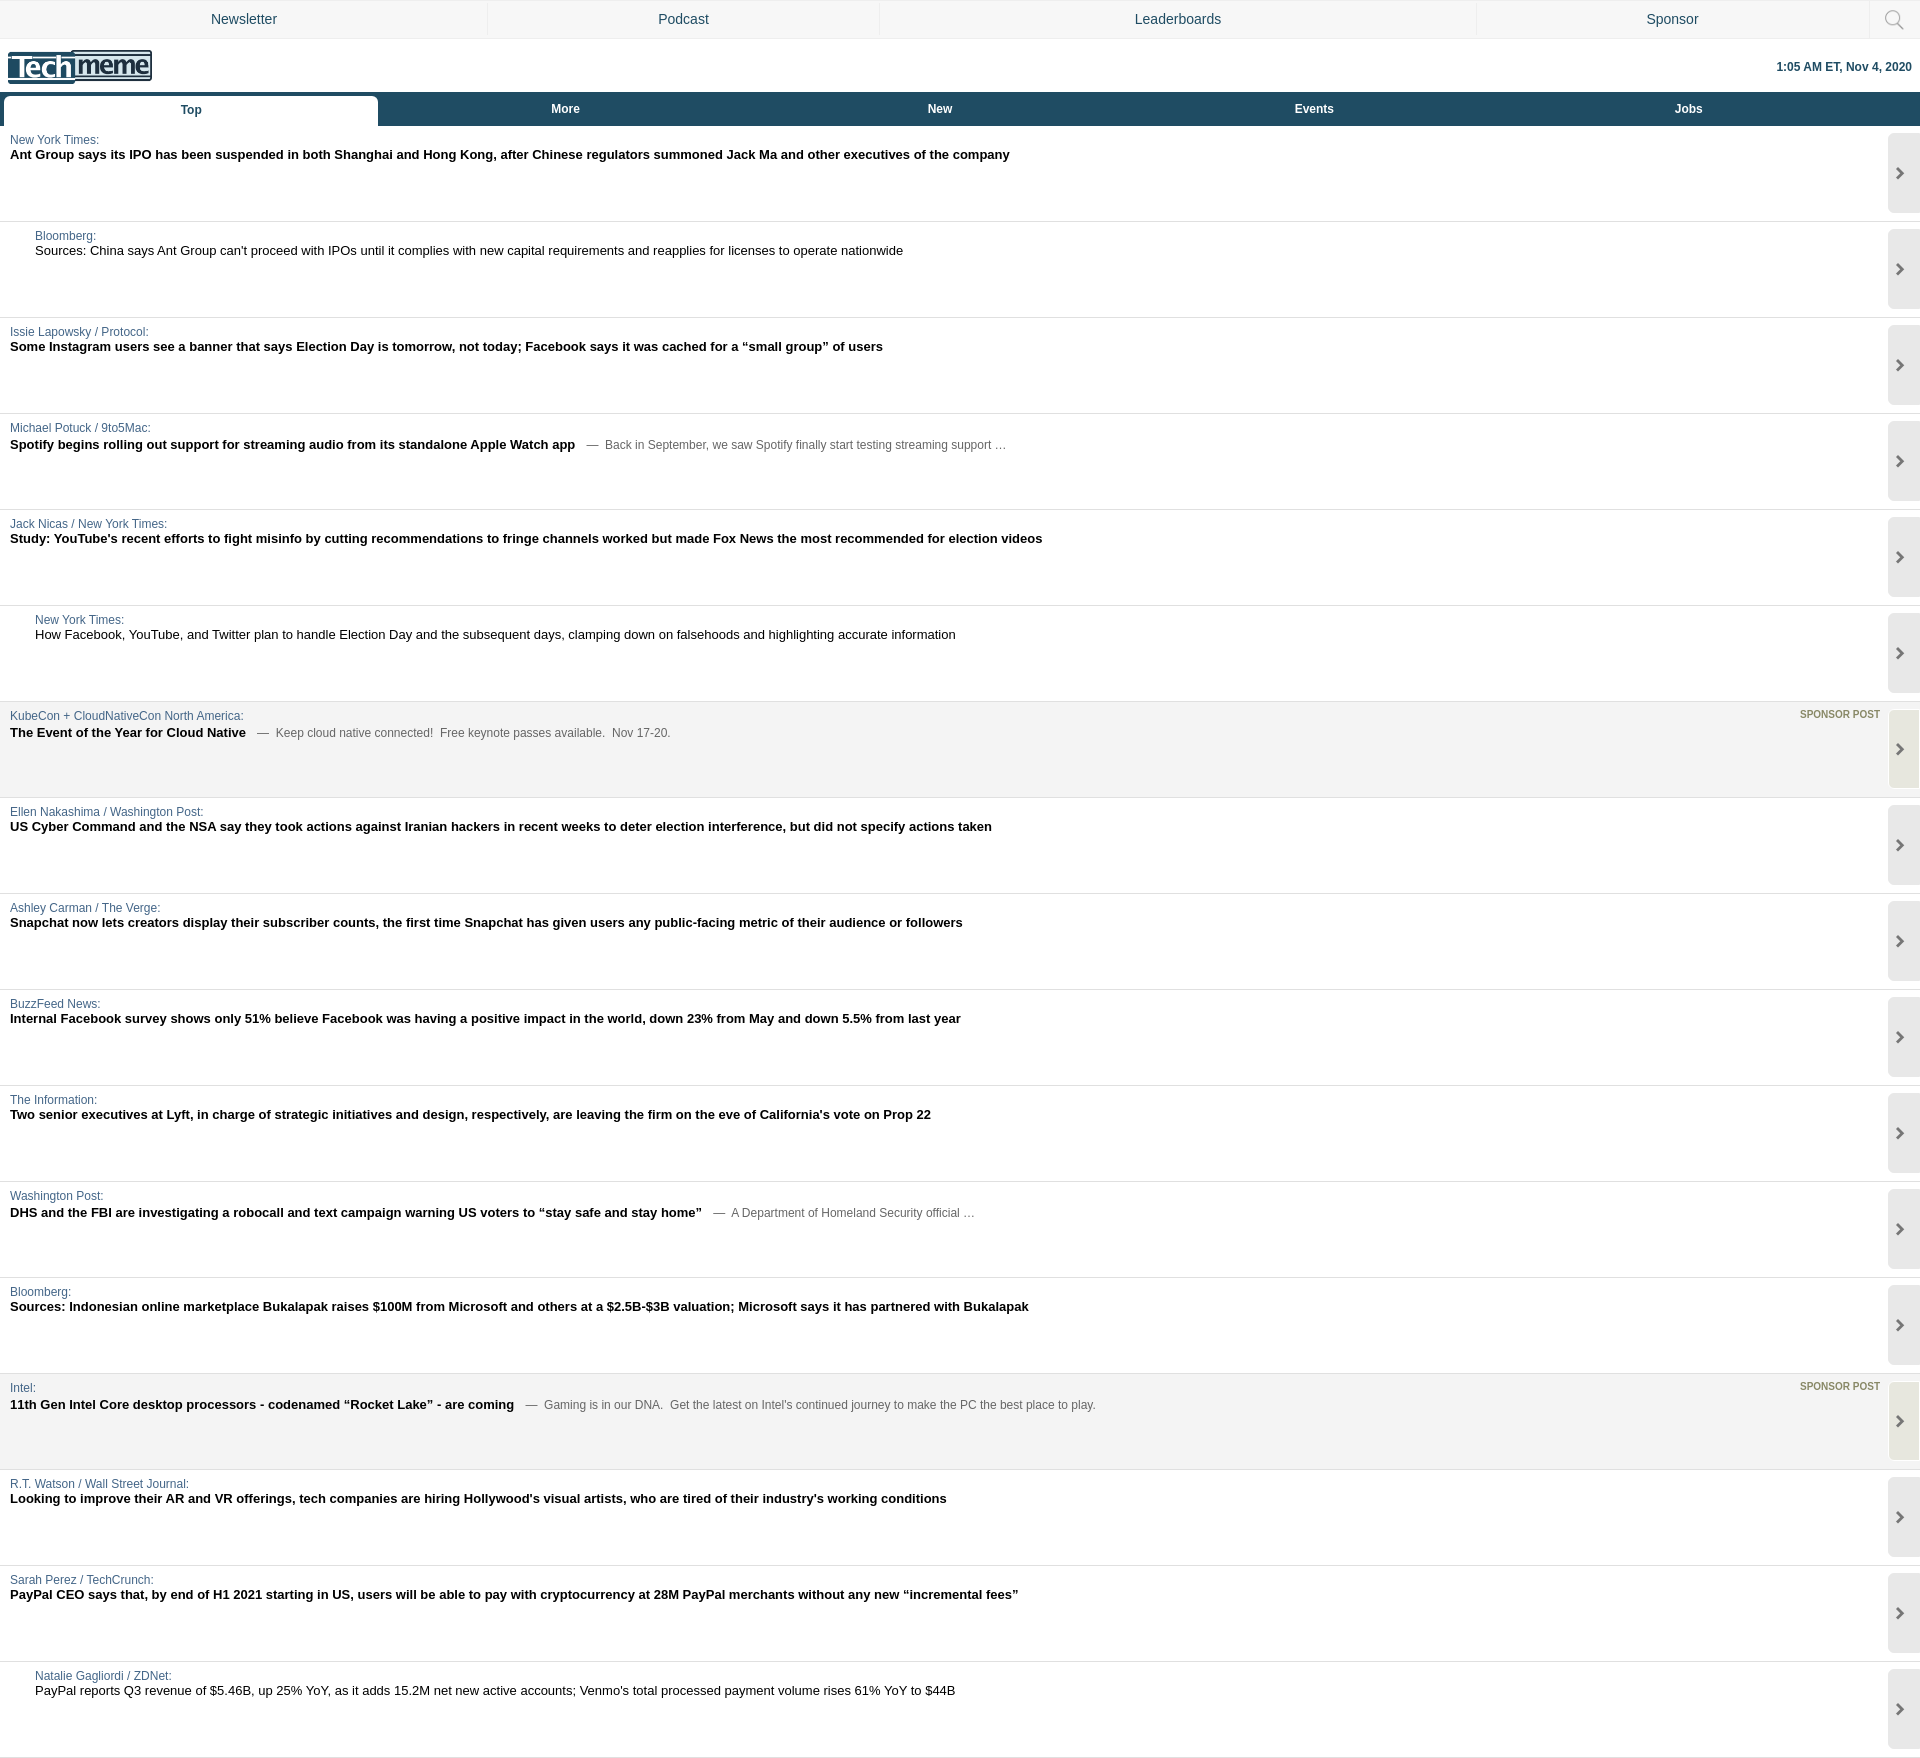 Newsletter
Podcast
Leaderboards
Sponsor
Techmeme
1:05 AM ET, Nov 4, 2020
Top
More
New
Events
Jobs
New York Times:
Ant Group says its IPO has been suspended in both Shanghai and Hong Kong, after Chinese regulators summoned Jack Ma and other executives of the company
Bloomberg:
Sources: China says Ant Group can't proceed with IPOs until it complies with new capital requirements and reapplies for licenses to operate nationwide
Issie Lapowsky / Protocol:
Some Instagram users see a banner that says Election Day is tomorrow, not today; Facebook says it was cached for a “small group” of users
Michael Potuck / 9to5Mac:
Spotify begins rolling out support for streaming audio from its standalone Apple Watch app — Back in September, we saw Spotify finally start testing streaming support …
Jack Nicas / New York Times:
Study: YouTube's recent efforts to fight misinfo by cutting recommendations to fringe channels worked but made Fox News the most recommended for election videos
New York Times:
How Facebook, YouTube, and Twitter plan to handle Election Day and the subsequent days, clamping down on falsehoods and highlighting accurate information
KubeCon + CloudNativeCon North America:
SPONSOR POST
The Event of the Year for Cloud Native — Keep cloud native connected! Free keynote passes available. Nov 17-20.
Ellen Nakashima / Washington Post:
US Cyber Command and the NSA say they took actions against Iranian hackers in recent weeks to deter election interference, but did not specify actions taken
Ashley Carman / The Verge:
Snapchat now lets creators display their subscriber counts, the first time Snapchat has given users any public-facing metric of their audience or followers
BuzzFeed News:
Internal Facebook survey shows only 51% believe Facebook was having a positive impact in the world, down 23% from May and down 5.5% from last year
The Information:
Two senior executives at Lyft, in charge of strategic initiatives and design, respectively, are leaving the firm on the eve of California's vote on Prop 22
Washington Post:
DHS and the FBI are investigating a robocall and text campaign warning US voters to “stay safe and stay home” — A Department of Homeland Security official …
Bloomberg:
Sources: Indonesian online marketplace Bukalapak raises $100M from Microsoft and others at a $2.5B-$3B valuation; Microsoft says it has partnered with Bukalapak
Intel:
SPONSOR POST
11th Gen Intel Core desktop processors - codenamed “Rocket Lake” - are coming — Gaming is in our DNA. Get the latest on Intel's continued journey to make the PC the best place to play.
R.T. Watson / Wall Street Journal:
Looking to improve their AR and VR offerings, tech companies are hiring Hollywood's visual artists, who are tired of their industry's working conditions
Sarah Perez / TechCrunch:
PayPal CEO says that, by end of H1 2021 starting in US, users will be able to pay with cryptocurrency at 28M PayPal merchants without any new “incremental fees”
Natalie Gagliordi / ZDNet:
PayPal reports Q3 revenue of $5.46B, up 25% YoY, as it adds 15.2M net new active accounts; Venmo's total processed payment volume rises 61% YoY to $44B